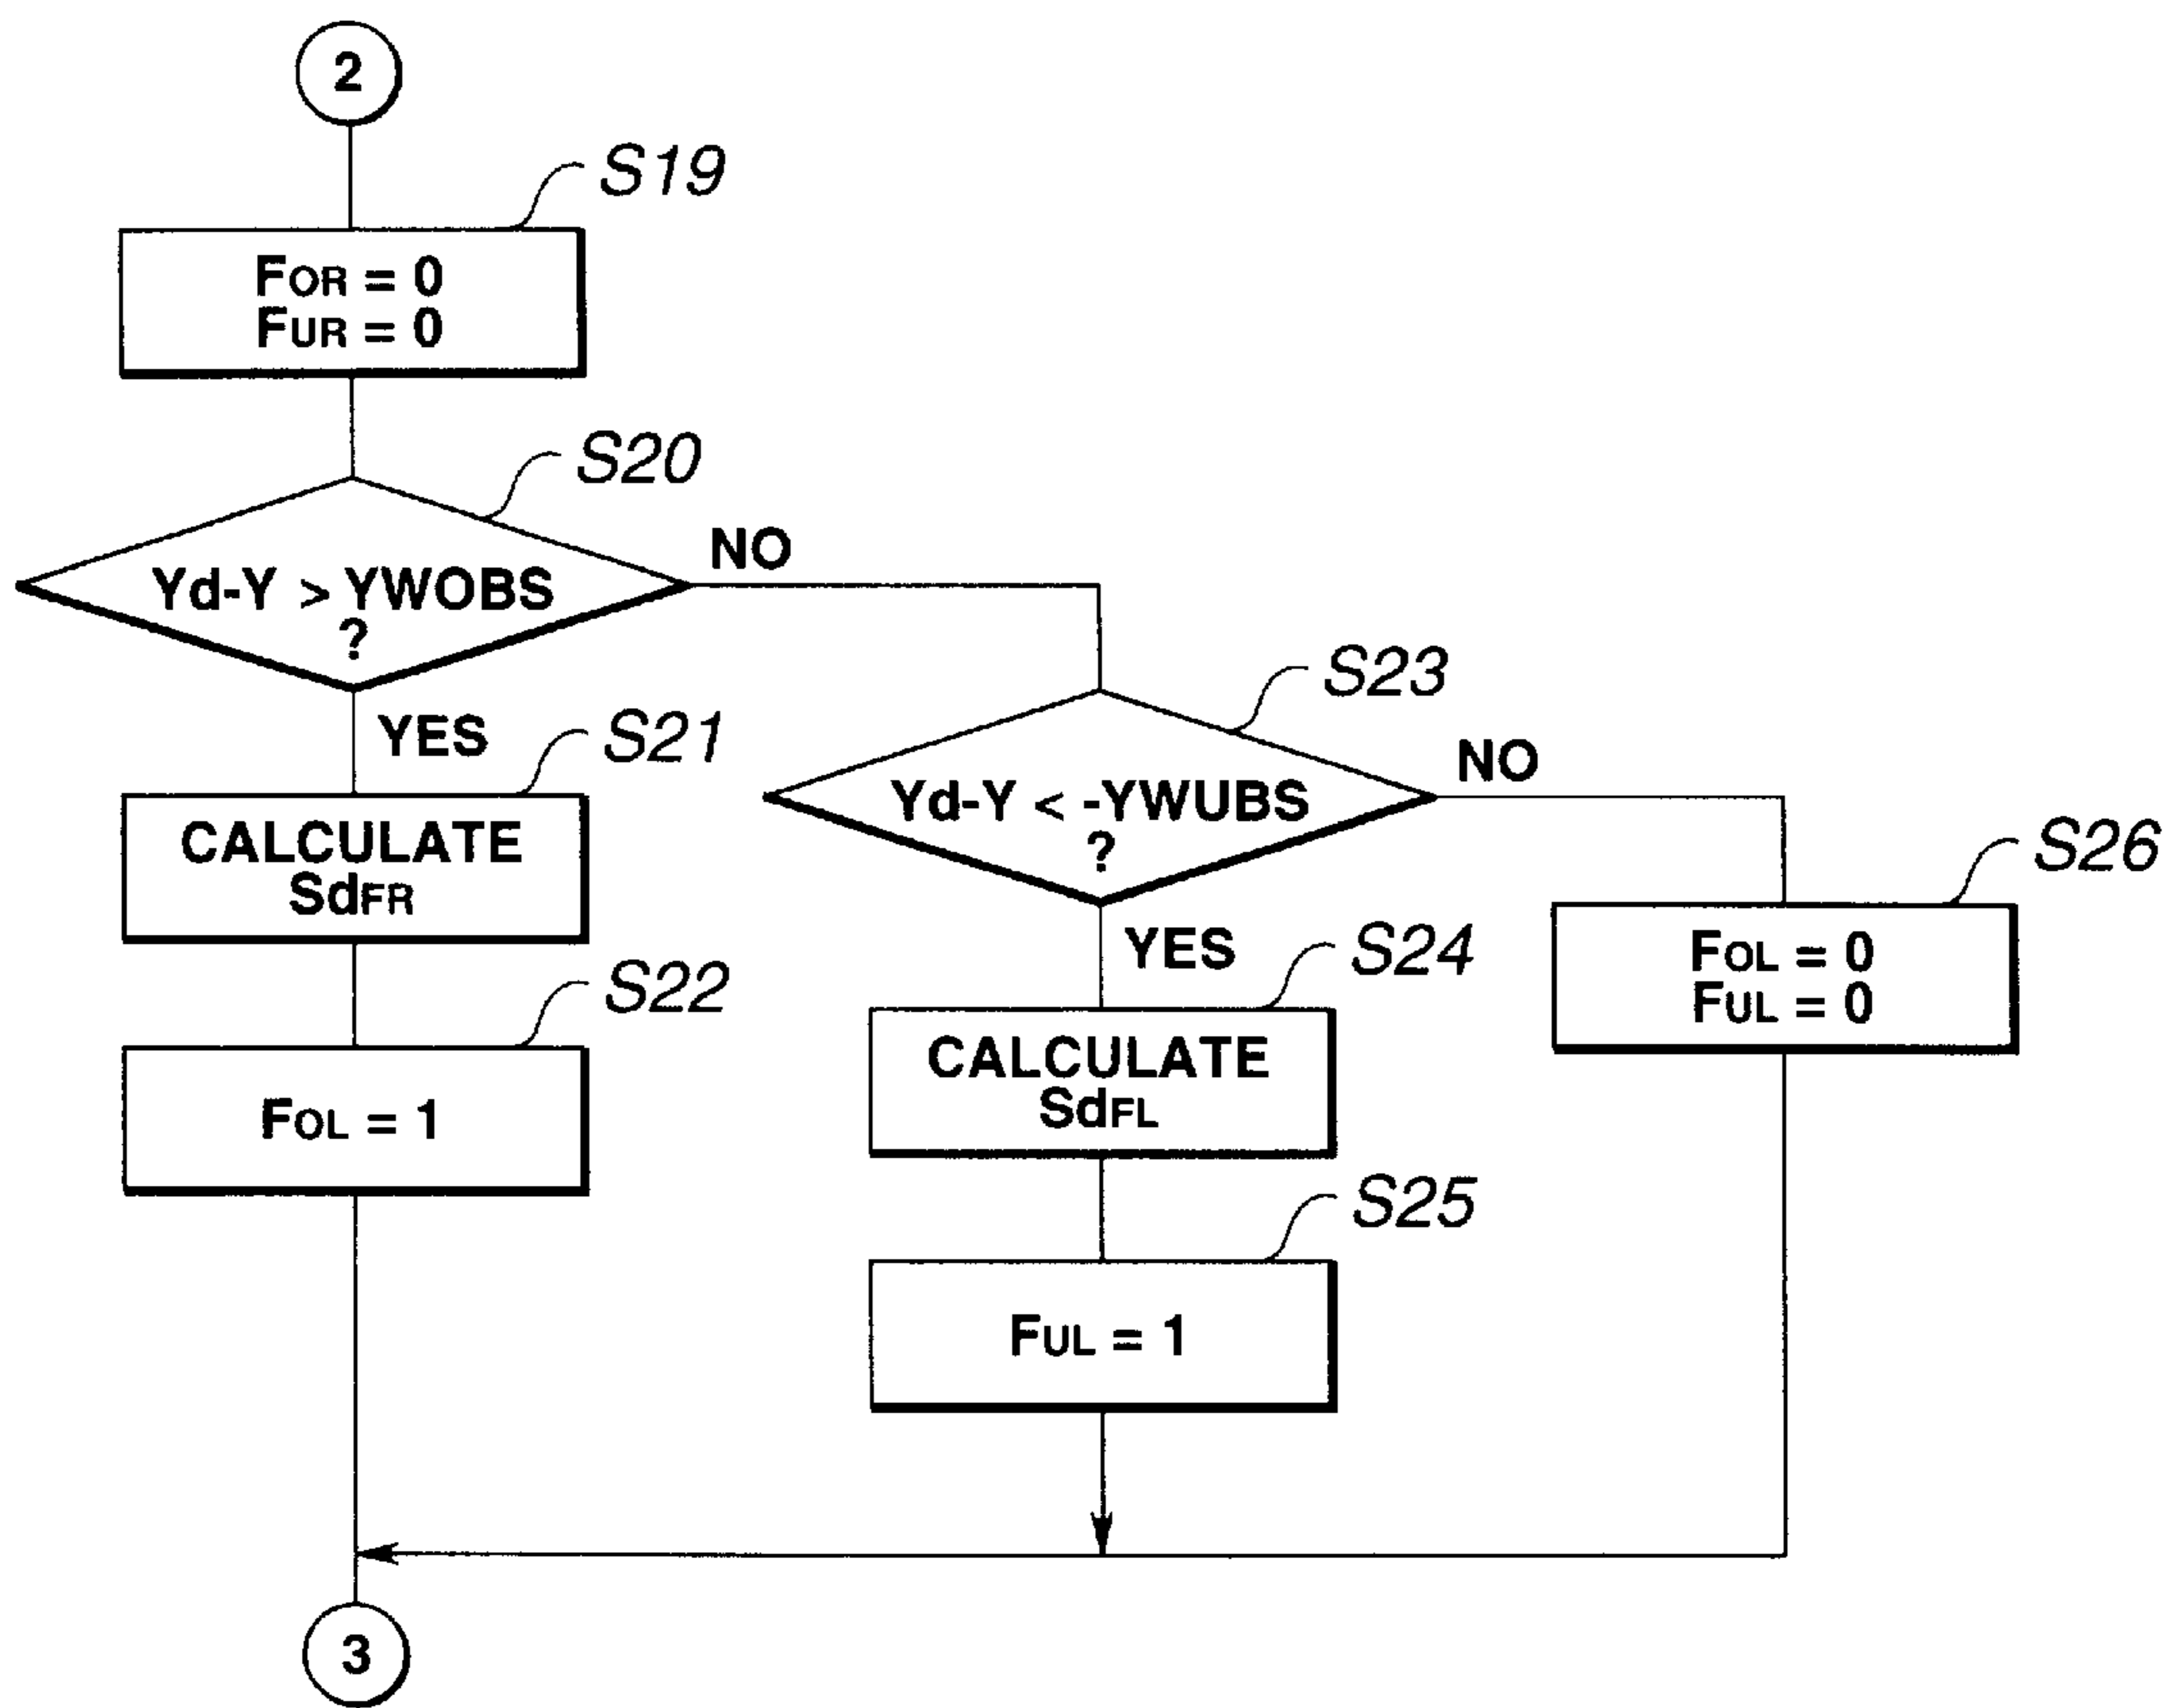 2
S19
FOR = 0
FUR = 0
S20
Yd-Y > YWOBS
?
NO
YES
S21
CALCULATE
SdFR
S22
FOL = 1
S23
Yd-Y < -YWUBS
?
NO
YES
S24
CALCULATE
SdFL
S25
FUL = 1
S26
FOL = 0
FUL = 0
3